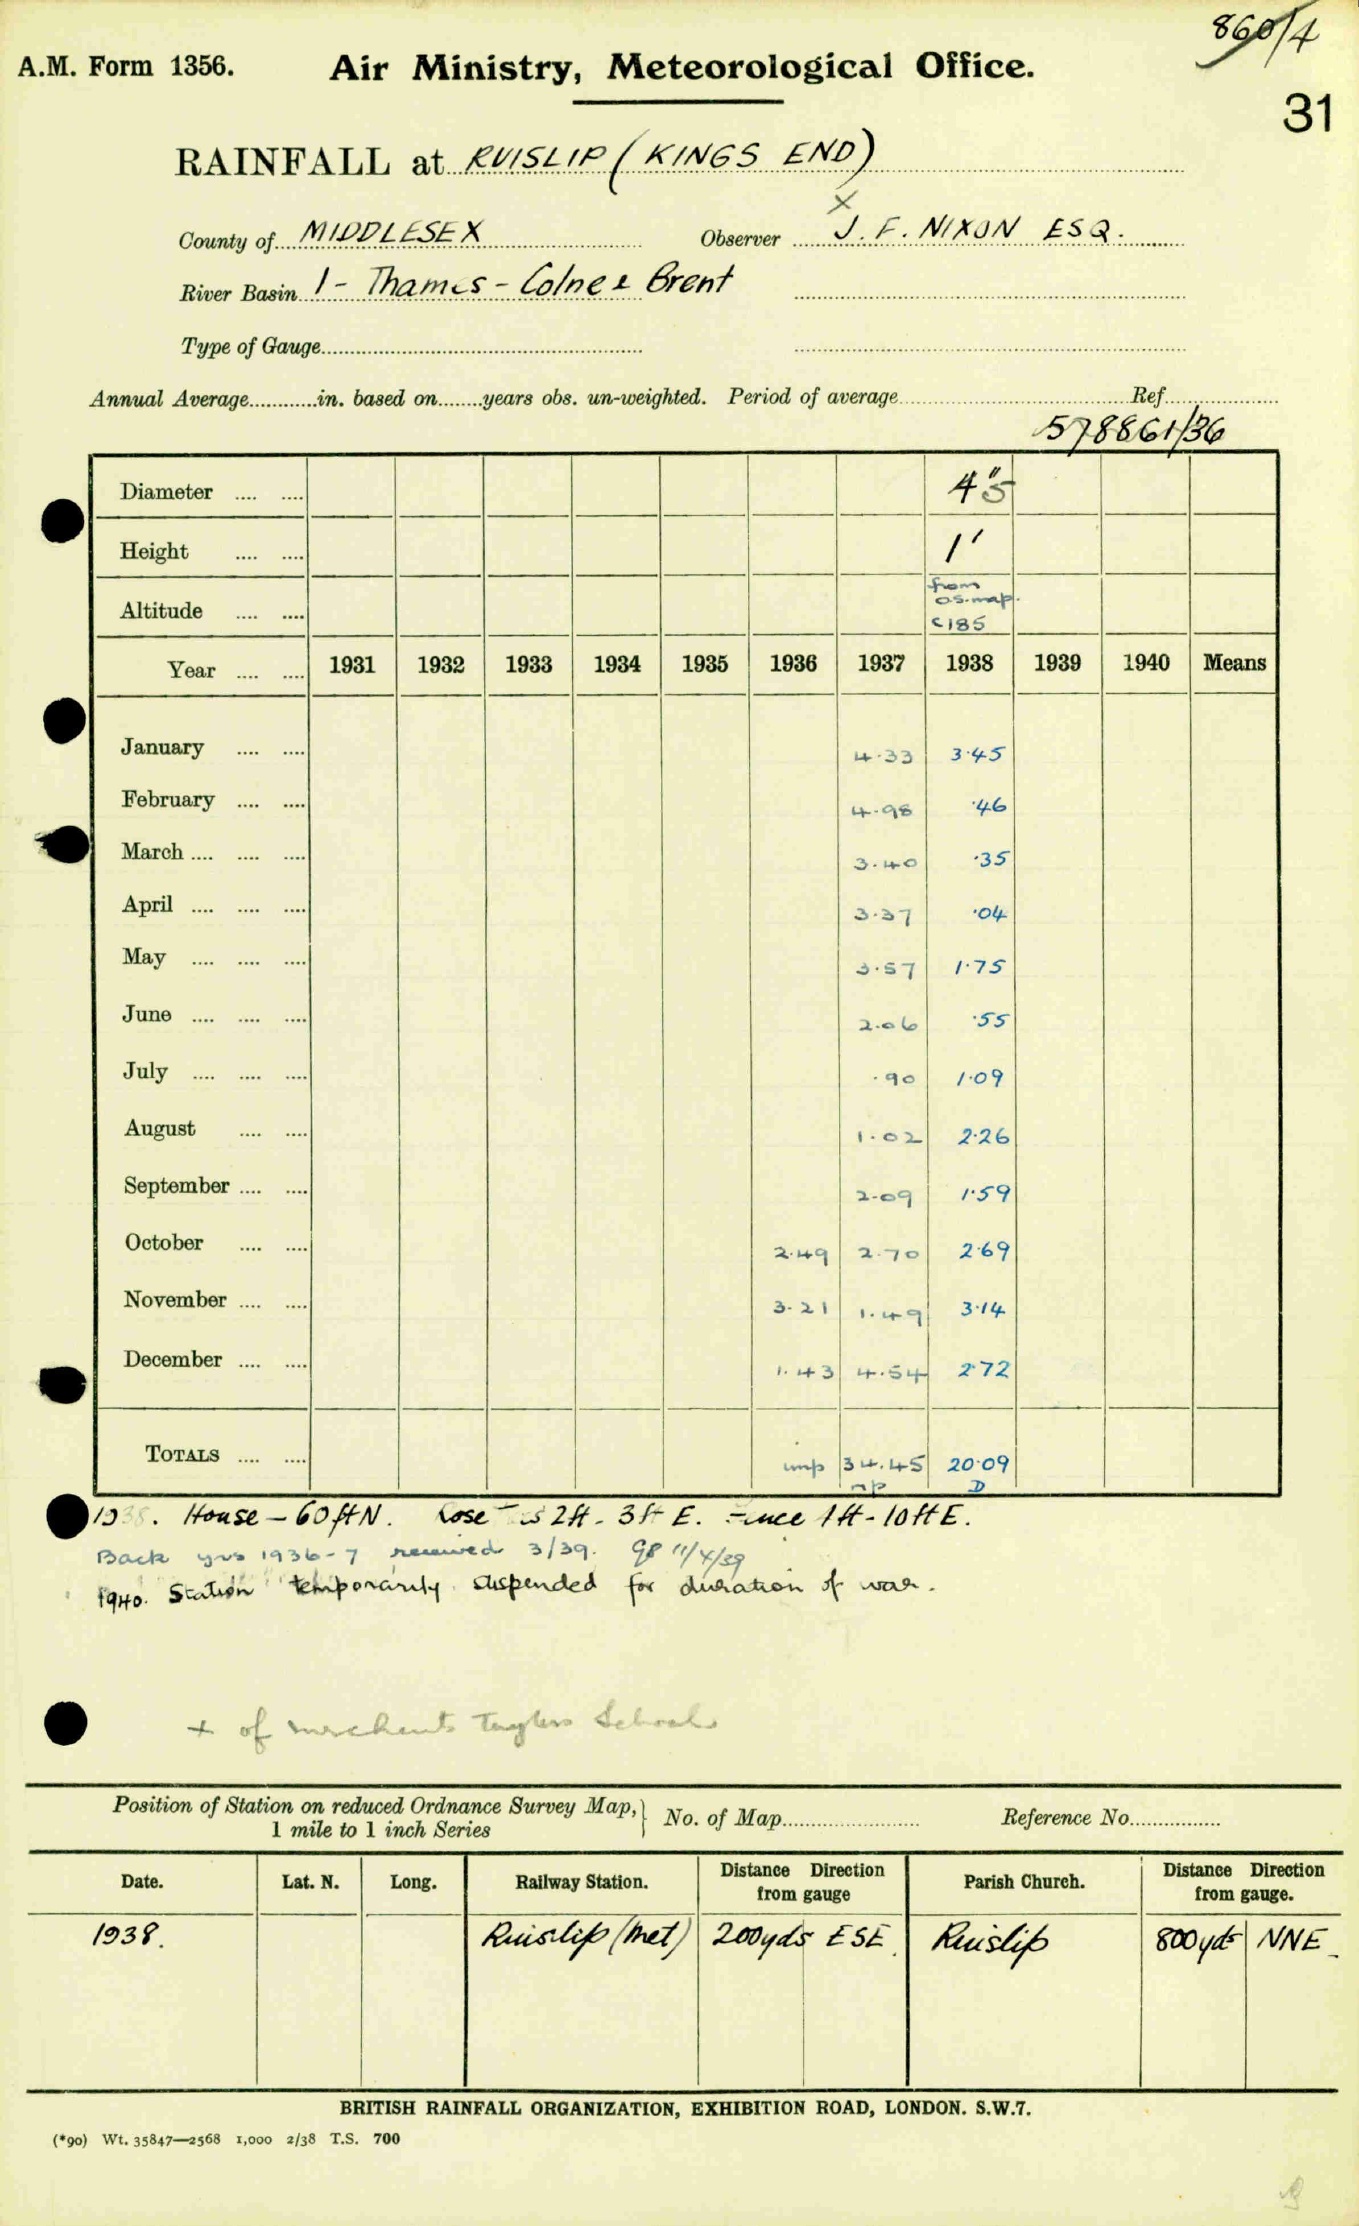 860/4
A.M. Form 1356. Air Ministry, Meteorological Office.
31
RAINFALL at RUISLIP (KINGS END)
County of MIDDLESEX Observer X J. F. NIXON ESQ.
River Basin 1 - Thames - Colne & Brent
Type of Gauge
Annual Average in. based on years obs. un-weighted. Period of average Ref.
578861/36
Diameter 4"5
Height 1'
Altitude from O.S. map. c185
Year 1931 1932 1933 1934 1935 1936 1937 1938 1939 1940 Means
January 4.33 3.45
February 4.98 .46
March 3.40 .35
April 3.37 .04
May 3.57 1.75
June 2.06 .55
July .90 1.09
August 1.02 2.26
September 2.09 1.59
October 2.49 2.70 2.69
November 3.21 1.49 3.14
December 1.43 4.54 2.72
TOTALS imp 34.45 20.09
np D
1938. House - 60ft N. Rose 2ft - 3ft E. Fence 1ft - 10ft E.
Back yrs 1936-7 received 3/39. 11/4/39
1940. Station temporarily suspended for duration of war.
+ of Merchant Taylors School
Position of Station on reduced Ordnance Survey Map, 1 mile to 1 inch Series } No. of Map Reference No.
Date. Lat. N. Long. Railway Station. Distance Direction from gauge Parish Church. Distance Direction from gauge.
1938. Ruislip (Met) 200yds ESE. Ruislip 800yds NNE
BRITISH RAINFALL ORGANIZATION, EXHIBITION ROAD, LONDON. S.W.7.
(*90) Wt. 35847—2568 1,000 2/38 T.S. 700